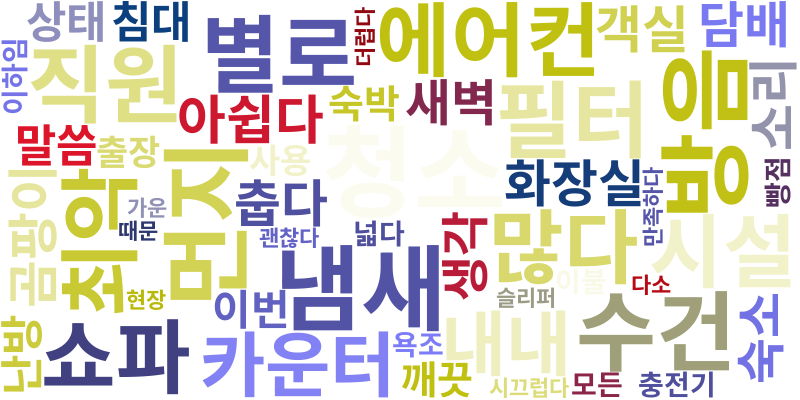 상태
침대
별로
더럽다
에어컨
객실
담배
이하임
직원
아쉽다
숙박
새벽
필터
방음
소리
말씀
출장
사용
청소
화장실
빵점
곰팡이
최악
먼지
춥다
가운
때문
괜찮다
넓다
생각
많다
만족하다
시설
냄새
현장
이번
이불
슬리퍼
다소
난방
쇼파
카운터
욕조
내내
수건
숙소
깨끗
시끄럽다
모든
충전기